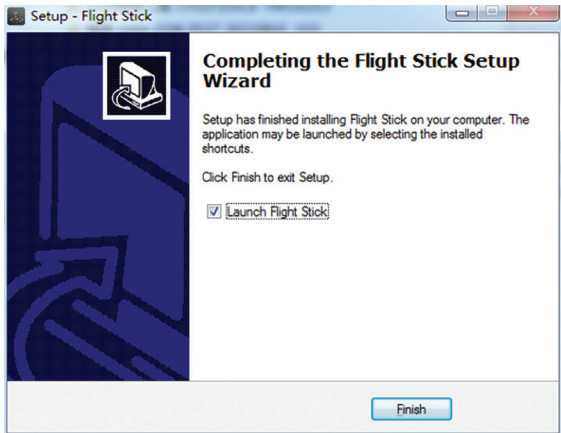 Setup - Flight Stick
Completing the Flight Stick Setup
Wizard
Setup has finished installing Flight Stick on your computer. The
application may be launched by selecting the installed
shortcuts.
Click Finish to exit Setup.
Launch Flight Stick
Finish